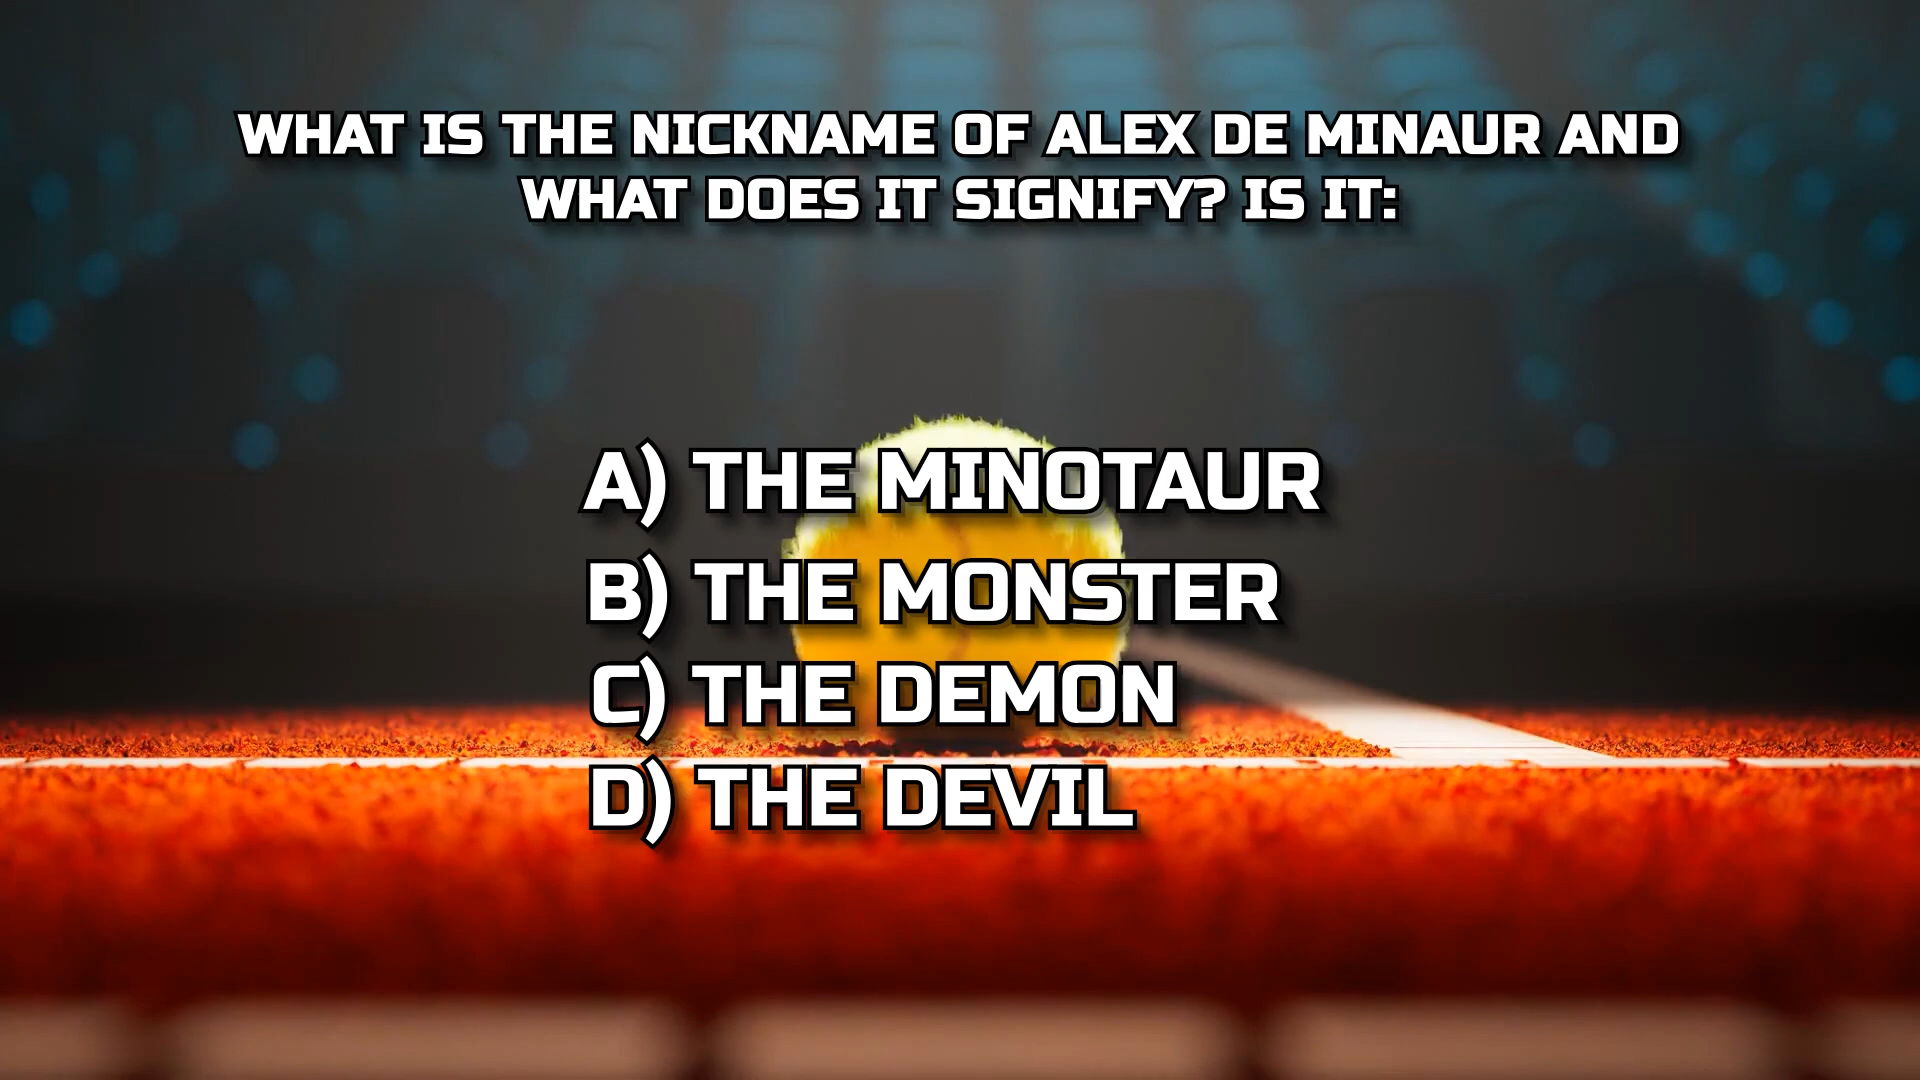 WHAT IS THE NICKNAME OF ALEX DE MINAUR AND
WHAT DOES IT SIGNIFY? IS IT:
A) THE MINOTAUR
B) THE MONSTER
C) THE DEMON
D) THE DEVIL